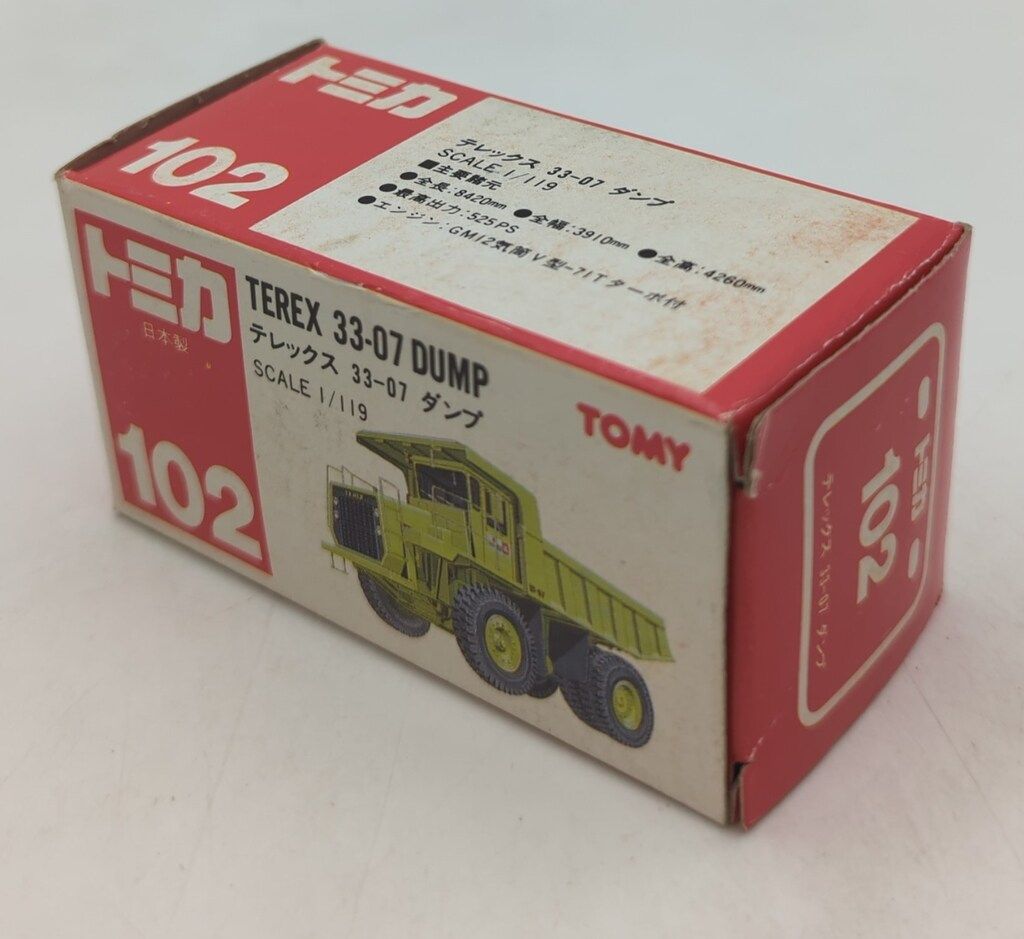 トミカ
102
テレックス 33-07 ダンプ
SCALE 1/119
■主要諸元
●全長:8420mm ●全幅:3910mm ●全高:4260mm
●最高出力:525PS
●エンジン:GM12気筒V型-71Tターボ付
トミカ
日本製
102
TEREX 33-07 DUMP
テレックス 33-07 ダンプ
SCALE 1/119
TOMY
TEREX
トミカ
102
テレックス 33-07 ダンプ